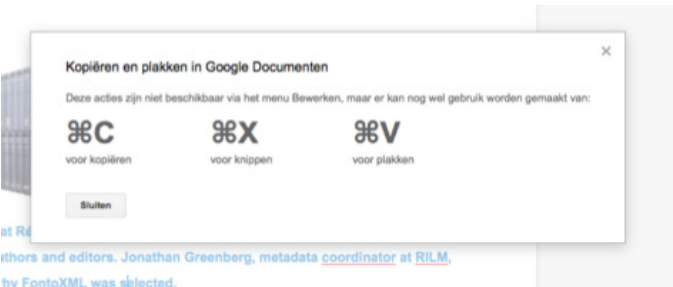 Kopiëren en plakken in Google Documenten
Deze acties zijn niet beschikbaar via het menu Bewerken, maar er kan nog wel gebruik worden gemaakt van:
⌘C ⌘X ⌘V
voor kopiëren voor knippen voor plakken
Sluiten
at Ré
thors and editors. Jonathan Greenberg, metadata coordinator at RILM,
hy FontoXML was selected.